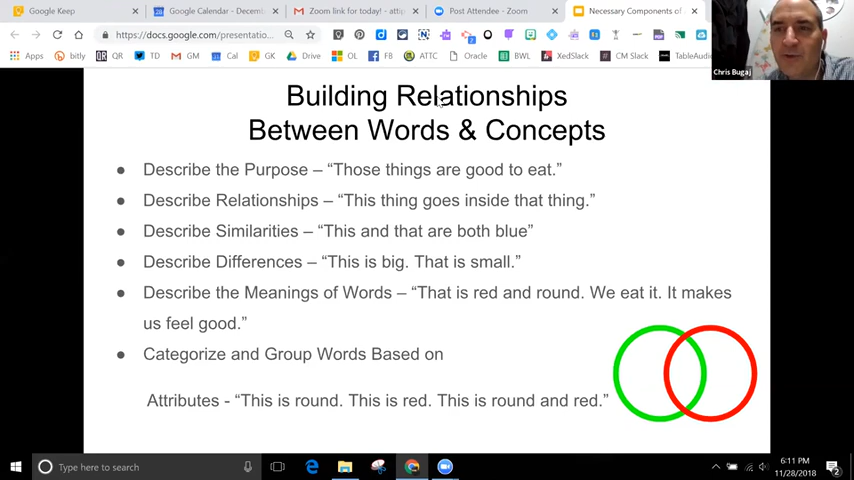 Google Keep
Google Calendar - Decemb
Zoom link for today! - attip
Post Attendee - Zoom
Necessary Components of
https://docs.google.com/presentatio...
Apps
bitly
QR
TD
GM
Cal
GK
Drive
OL
FB
ATTC
Oracle
BWL
XedSlack
CM Slack
TableAudio
Chris Bugaj
Building Relationships
Between Words & Concepts
● Describe the Purpose – “Those things are good to eat.”
● Describe Relationships – “This thing goes inside that thing.”
● Describe Similarities – “This and that are both blue”
● Describe Differences – “This is big. That is small.”
● Describe the Meanings of Words – “That is red and round. We eat it. It makes
us feel good.”
● Categorize and Group Words Based on
Attributes - “This is round. This is red. This is round and red.”
Type here to search
6:11 PM
11/28/2018